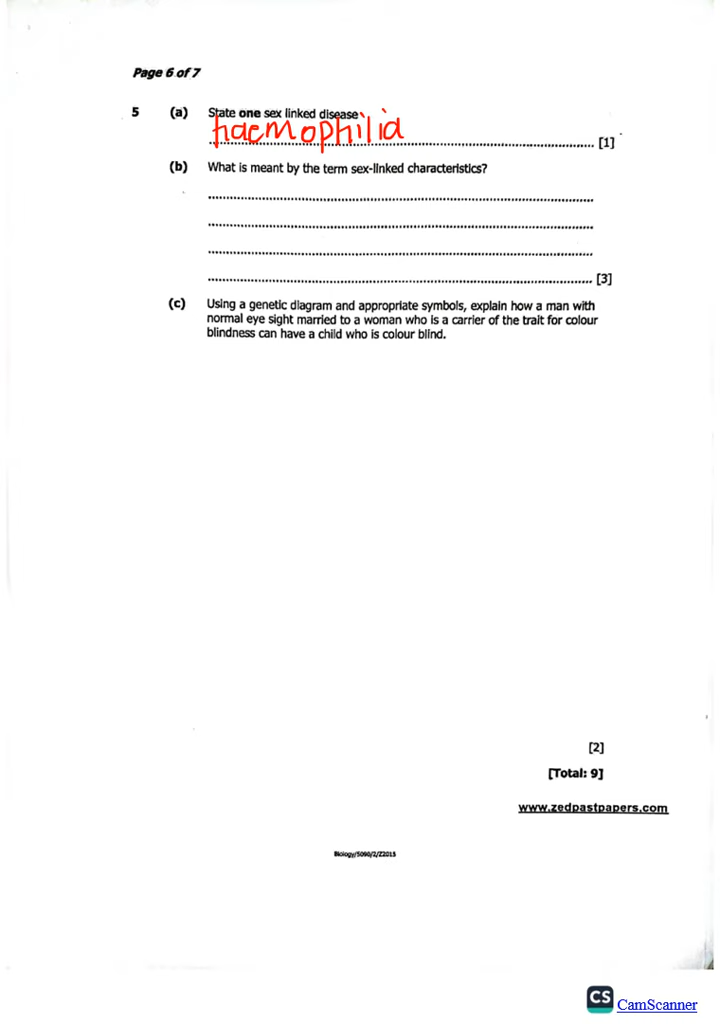 Page 6 of 7
5 (a) State one sex linked disease.
haemophilia
........................................................................ [1]
(b) What is meant by the term sex-linked characteristics?
........................................................................
........................................................................
........................................................................
........................................................................ [3]
(c) Using a genetic diagram and appropriate symbols, explain how a man with
normal eye sight married to a woman who is a carrier of the trait for colour
blindness can have a child who is colour blind.
[2]
[Total: 9]
www.zedpastpapers.com
Biology/5090/2/Z2015
CS CamScanner